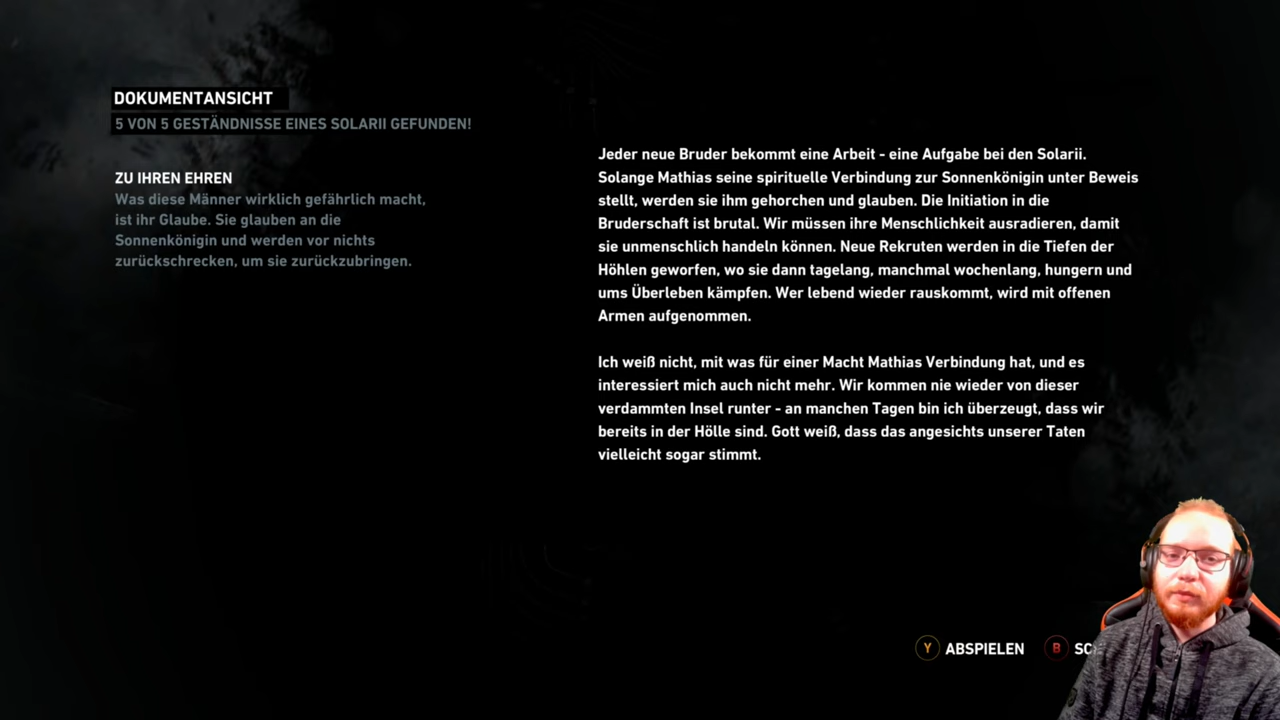 DOKUMENTANSICHT
5 VON 5 GESTÄNDNISSE EINES SOLARII GEFUNDEN!
ZU IHREN EHREN
Was diese Männer wirklich gefährlich macht,
ist ihr Glaube. Sie glauben an die
Sonnenkönigin und werden vor nichts
zurückschrecken, um sie zurückzubringen.
Jeder neue Bruder bekommt eine Arbeit - eine Aufgabe bei den Solarii.
Solange Mathias seine spirituelle Verbindung zur Sonnenkönigin unter Beweis
stellt, werden sie ihm gehorchen und glauben. Die Initiation in die
Bruderschaft ist brutal. Wir müssen ihre Menschlichkeit ausradieren, damit
sie unmenschlich handeln können. Neue Rekruten werden in die Tiefen der
Höhlen geworfen, wo sie dann tagelang, manchmal wochenlang, hungern und
ums Überleben kämpfen. Wer lebend wieder rauskommt, wird mit offenen
Armen aufgenommen.
Ich weiß nicht, mit was für einer Macht Mathias Verbindung hat, und es
interessiert mich auch nicht mehr. Wir kommen nie wieder von dieser
verdammten Insel runter - an manchen Tagen bin ich überzeugt, dass wir
bereits in der Hölle sind. Gott weiß, dass das angesichts unserer Taten
vielleicht sogar stimmt.
Y ABSPIELEN B